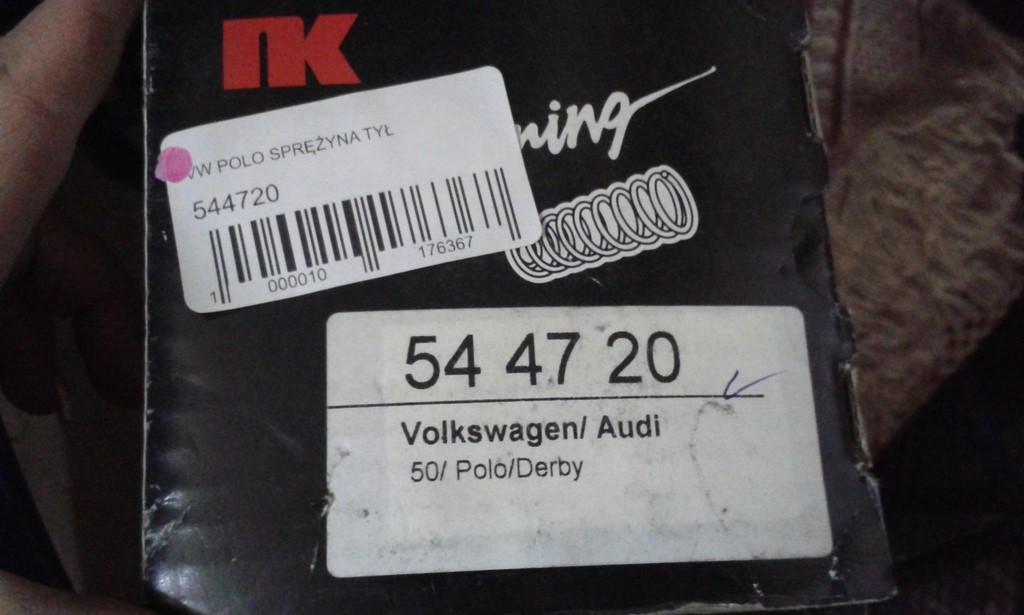 NK
ning
VW POLO SPRĘŻYNA TYŁ
544720
1 000010 176367
54 47 20
Volkswagen/ Audi
50/ Polo/Derby